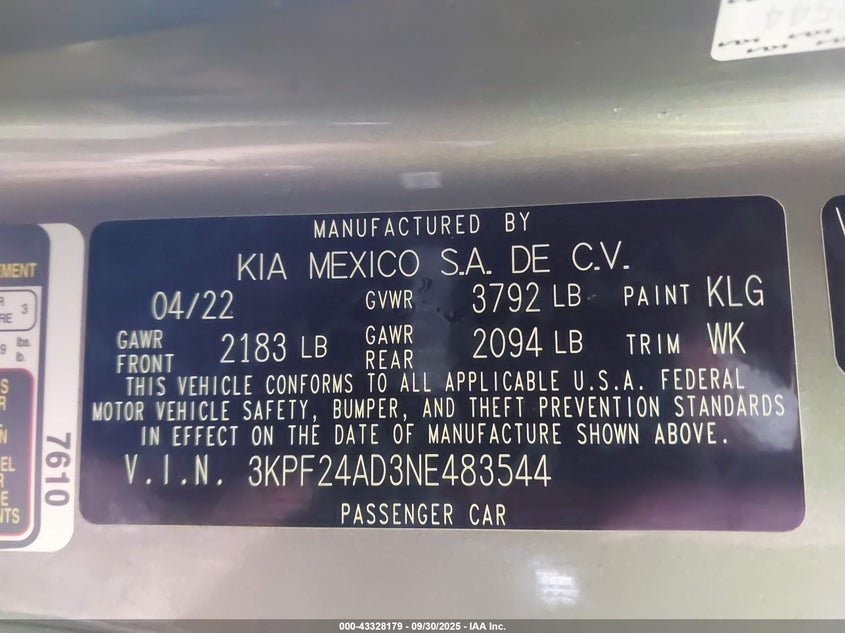 MANUFACTURED BY
KIA MEXICO S.A. DE C.V.
04/22 GVWR 3792 LB PAINT KLG
GAWR FRONT 2183 LB GAWR REAR 2094 LB TRIM WK
THIS VEHICLE CONFORMS TO ALL APPLICABLE U.S.A. FEDERAL
MOTOR VEHICLE SAFETY, BUMPER, AND THEFT PREVENTION STANDARDS
IN EFFECT ON THE DATE OF MANUFACTURE SHOWN ABOVE.
V.I.N. 3KPF24AD3NE483544
PASSENGER CAR
7610
3
lbs.
lb.
000-43328179 - 09/30/2025 - IAA Inc.